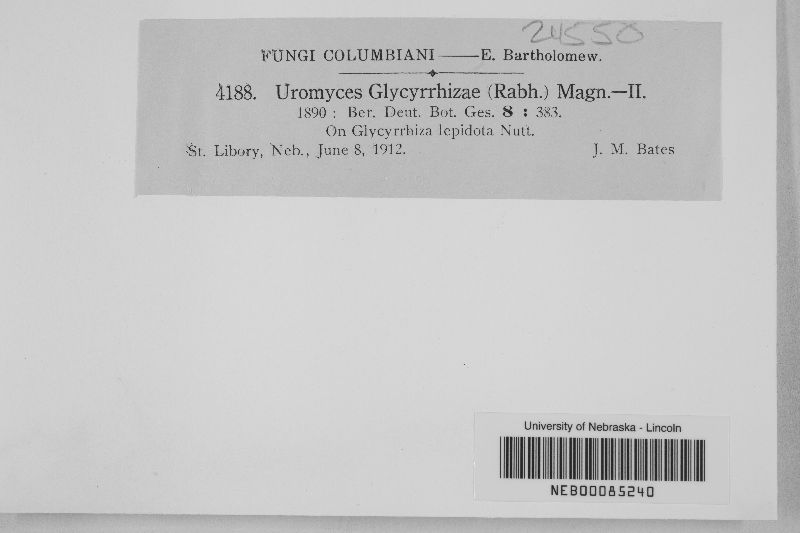 24550
FUNGI COLUMBIANI — E. Bartholomew.
4188. Uromyces Glycyrrhizae (Rabh.) Magn.—II.
1890 : Ber. Deut. Bot. Ges. 8 : 383.
On Glycyrrhiza lepidota Nutt.
St. Libory, Neb., June 8, 1912. J. M. Bates
University of Nebraska - Lincoln
NEB00085240